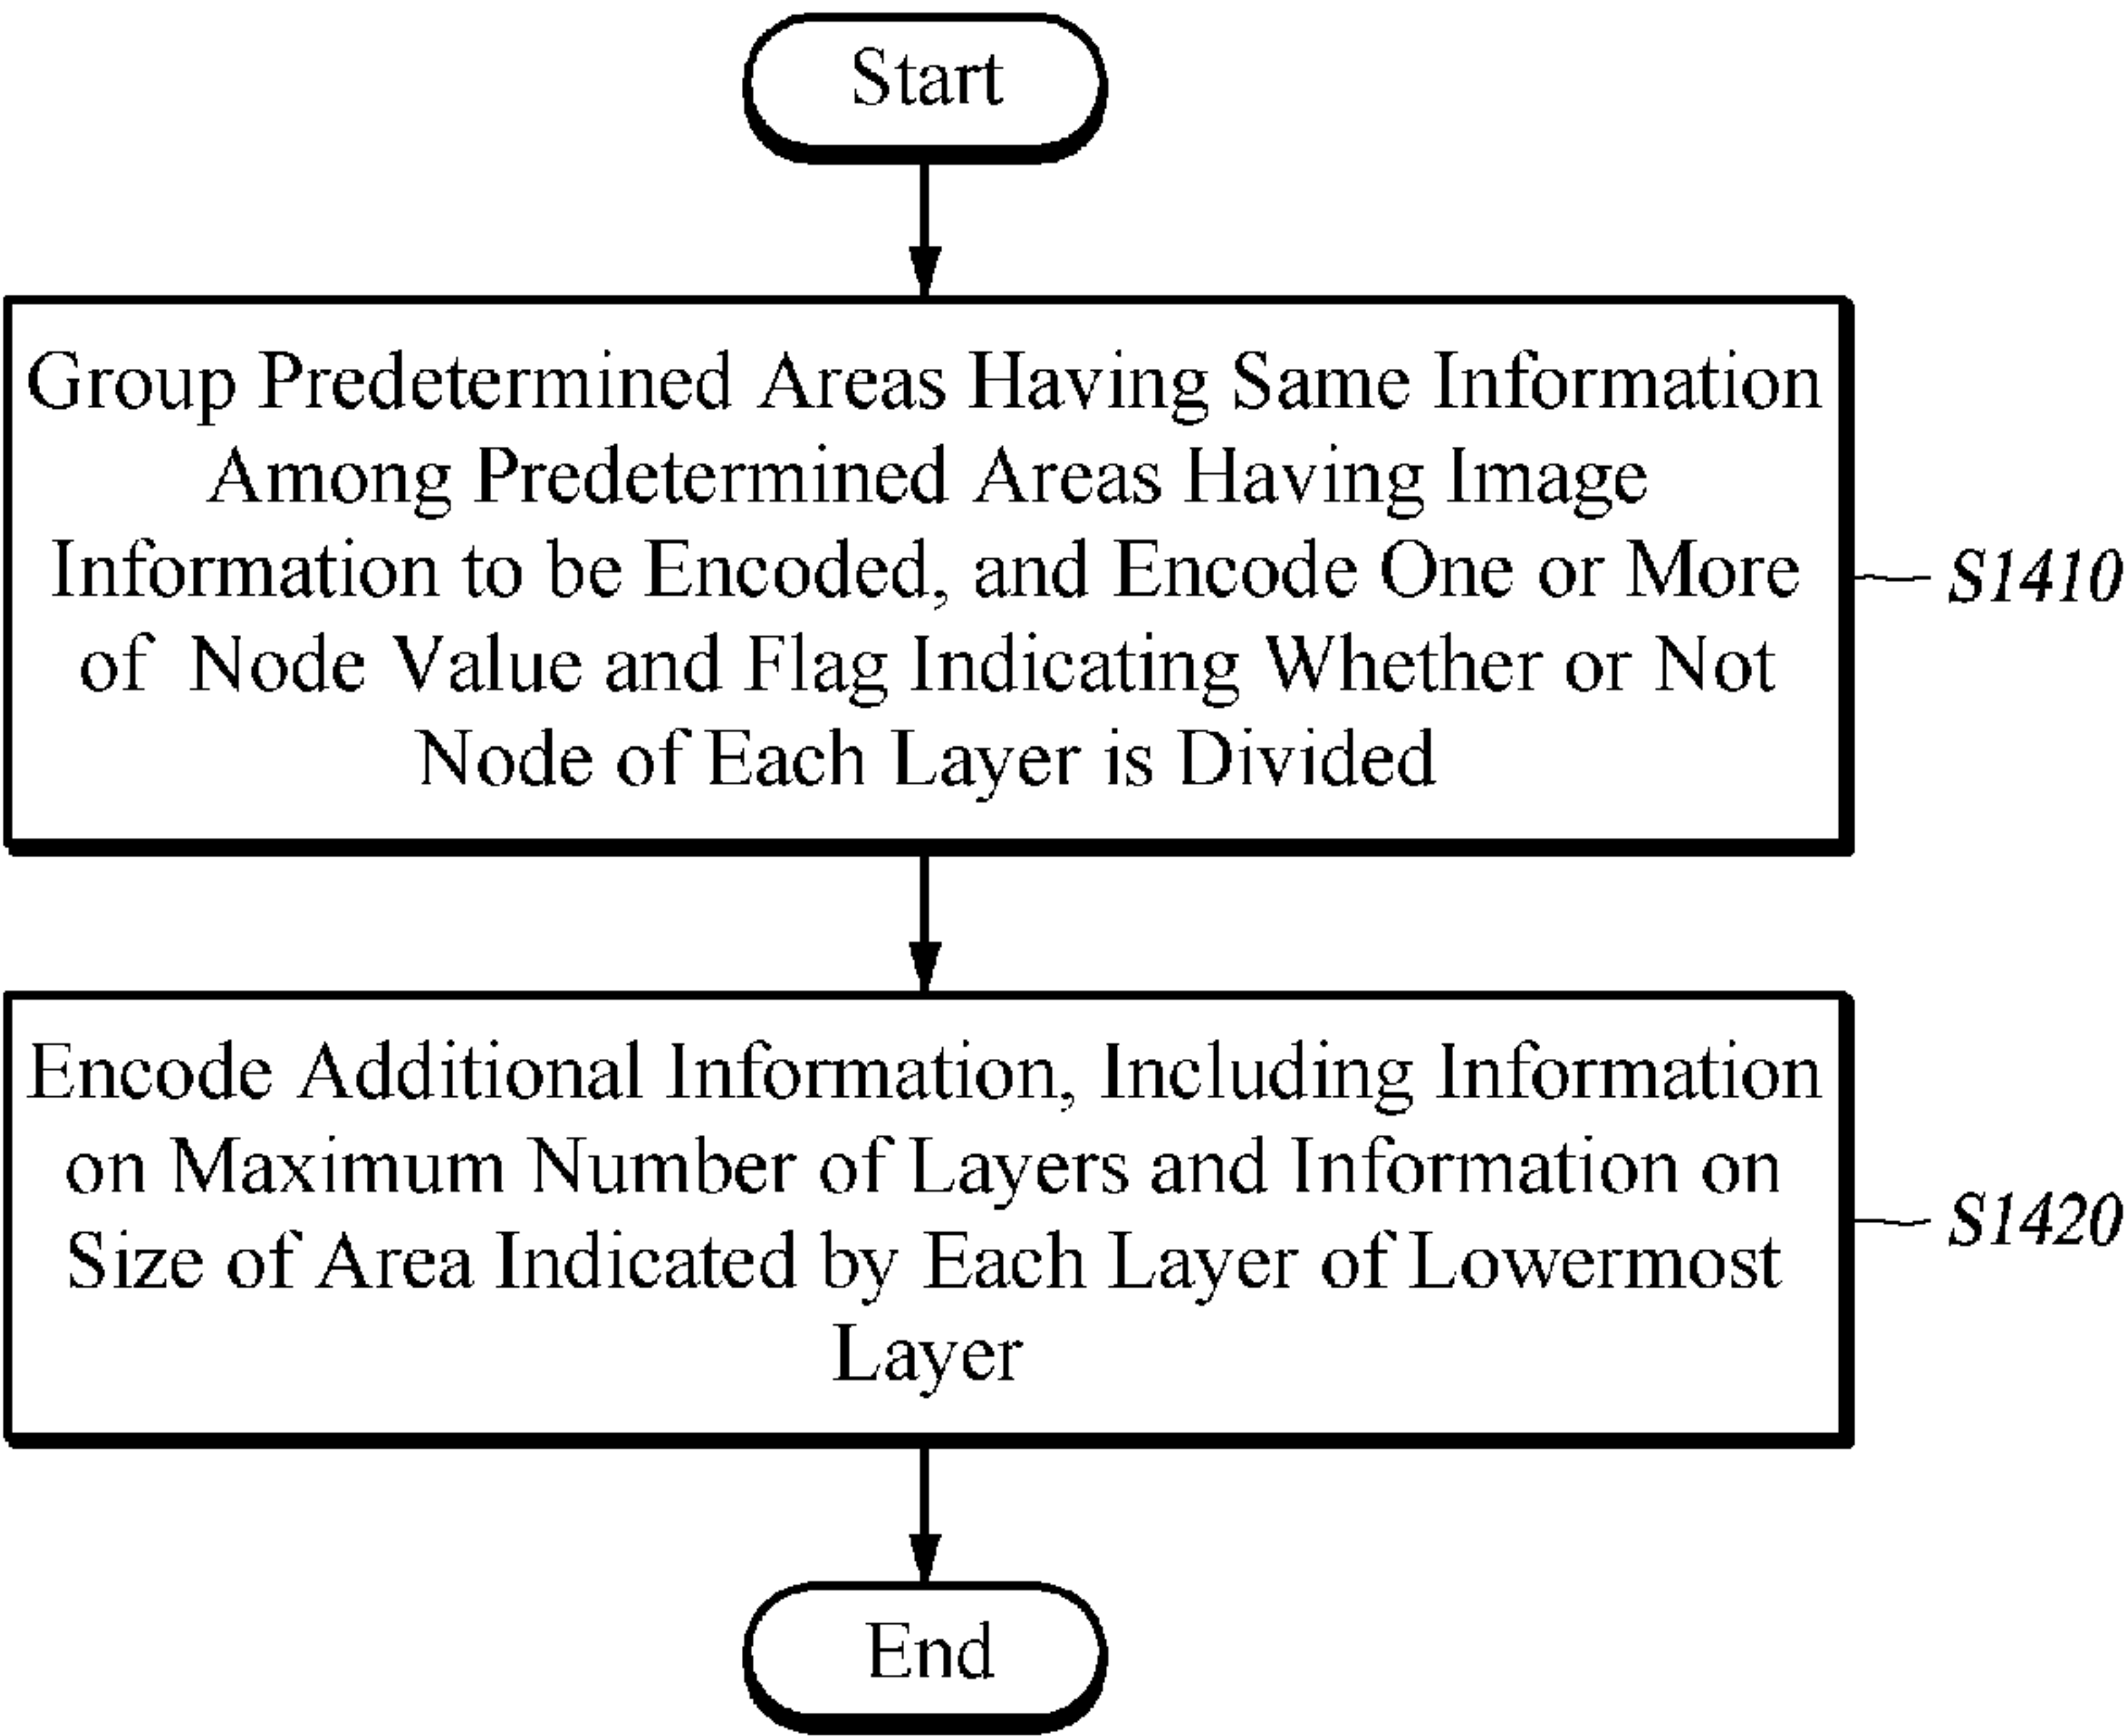 Start
Group Predetermined Areas Having Same Information
Among Predetermined Areas Having Image
Information to be Encoded, and Encode One or More
of Node Value and Flag Indicating Whether or Not
Node of Each Layer is Divided
S1410
Encode Additional Information, Including Information
on Maximum Number of Layers and Information on
Size of Area Indicated by Each Layer of Lowermost
Layer
S1420
End